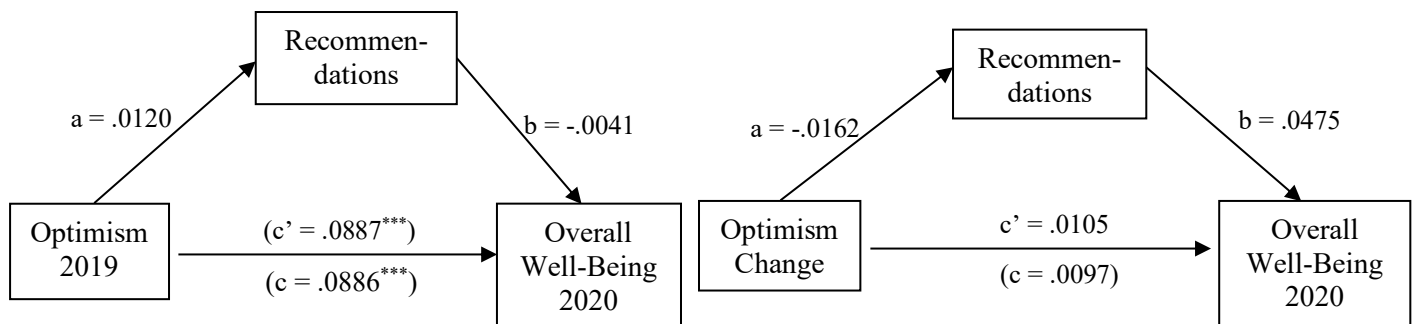 Recommen-
dations
a = .0120
b = -.0041
Optimism
2019
(c’ = .0887***)
(c = .0886***)
Overall
Well-Being
2020
Recommen-
dations
a = -.0162
b = .0475
Optimism
Change
c’ = .0105
(c = .0097)
Overall
Well-Being
2020